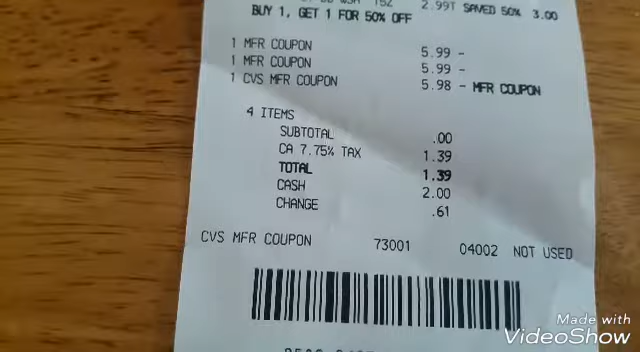 15Z 2.99T SAVED 50% 3.00
BUY 1, GET 1 FOR 50% OFF
1 MFR COUPON 5.99 -
1 MFR COUPON 5.99 -
1 CVS MFR COUPON 5.98 - MFR COUPON
4 ITEMS
SUBTOTAL .00
CA 7.75% TAX 1.39
TOTAL 1.39
CASH 2.00
CHANGE .61
CVS MFR COUPON 73001 04002 NOT USED
Made with
VideoShow